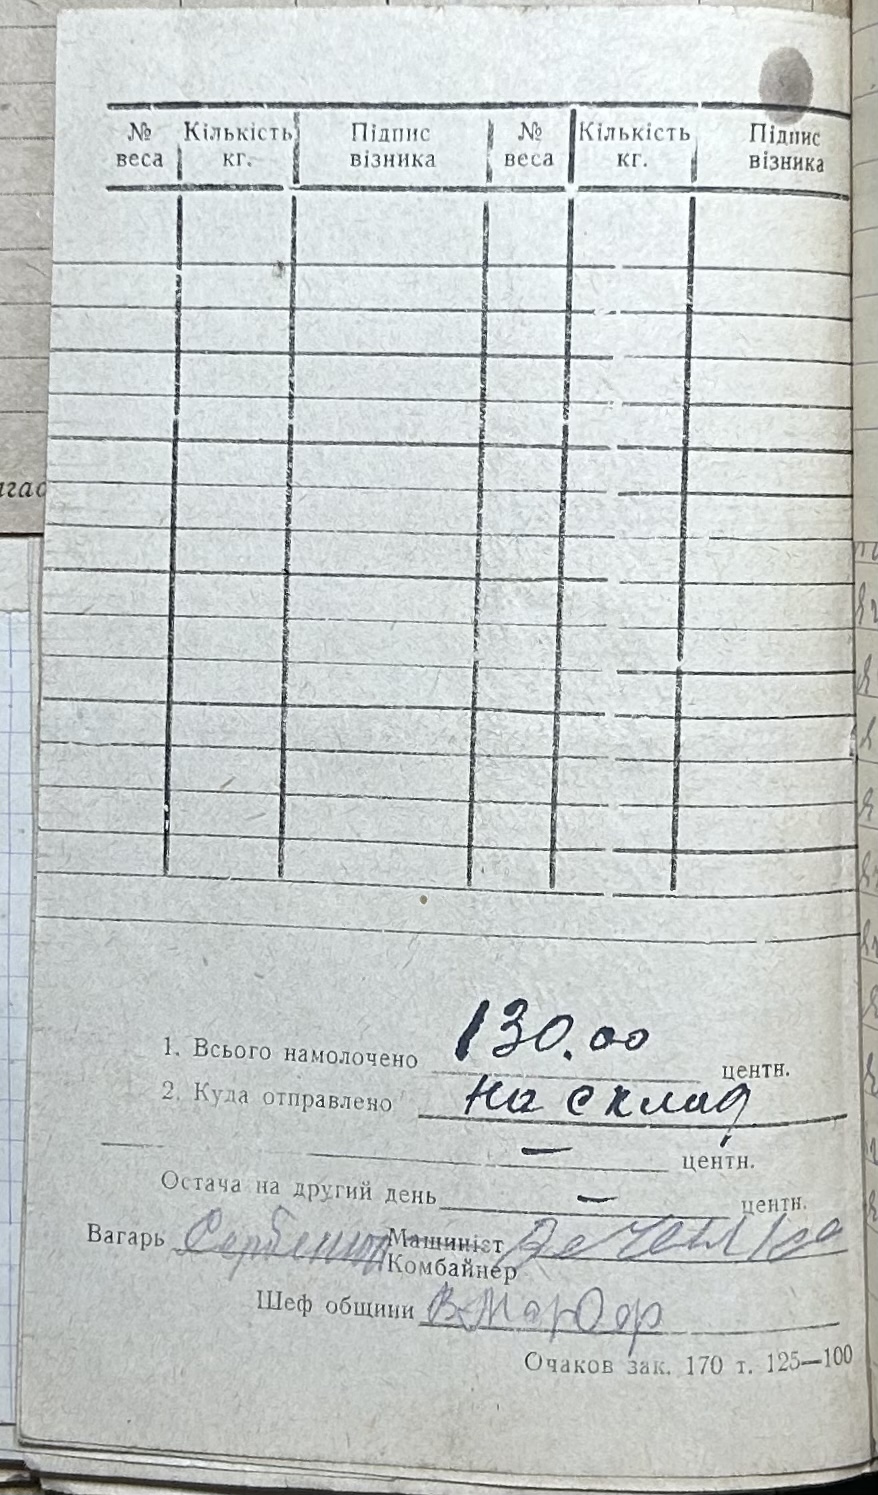 № веса Кількість кг. Підпис візника № веса Кількість кг. Підпис візника
1. Всього намолочено 130.00 центн.
2. Куда отправлено на склад
— центн.
Остача на другий день — центн.
Вагарь Машиніст
Комбайнер
Шеф общини
Очаков зак. 170 т. 125—100